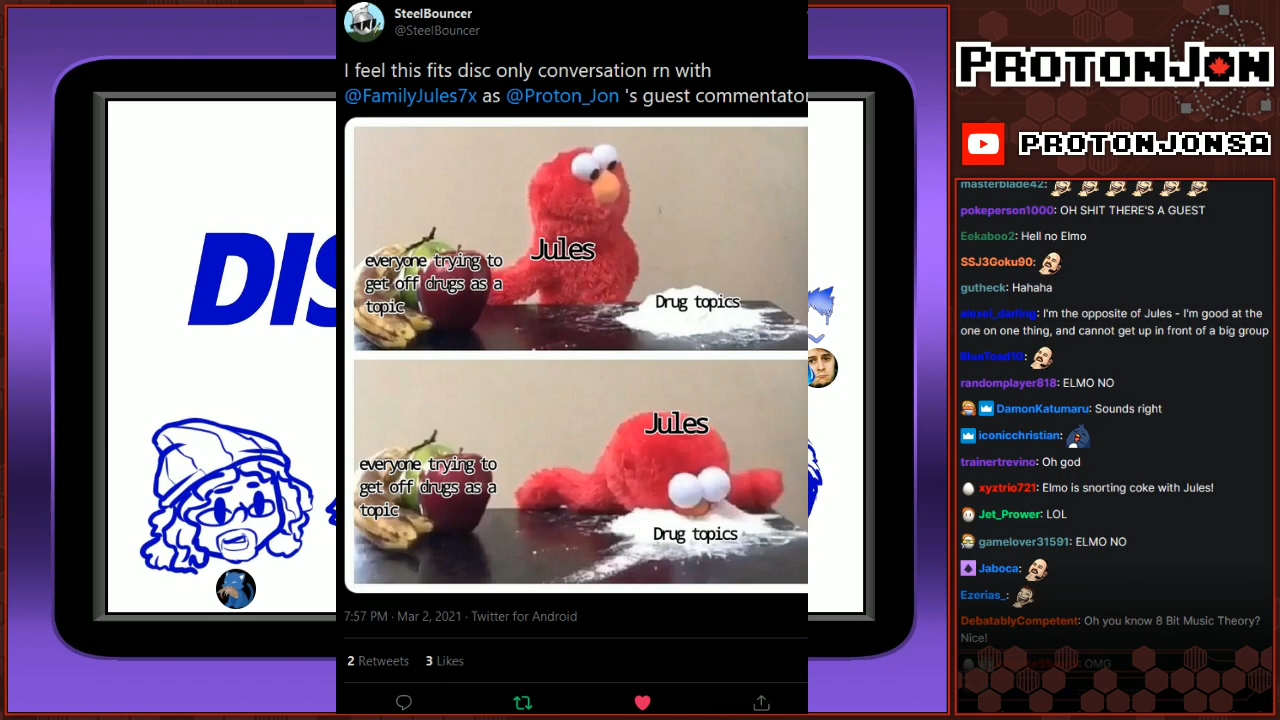 SteelBouncer
@SteelBouncer
I feel this fits disc only conversation rn with
@FamilyJules7x as @Proton_Jon 's guest commentator
Jules
everyone trying to
get off drugs as a
topic
Drug topics
Jules
everyone trying to
get off drugs as a
topic
Drug topics
7:57 PM · Mar 2, 2021 · Twitter for Android
2 Retweets 3 Likes
DIS
PROTONJON
PROTONJONSA
masterblade42:
pokeperson1000: OH SHIT THERE'S A GUEST
Eekaboo2: Hell no Elmo
SSJ3Goku90:
gutheck: Hahaha
alexei_darling: I'm the opposite of Jules - I'm good at the
one on one thing, and cannot get up in front of a big group
BlueToad10:
randomplayer818: ELMO NO
DamonKatumaru: Sounds right
iconicchristian:
trainertrevino: Oh god
xyztrio721: Elmo is snorting coke with Jules!
Jet_Prower: LOL
gamelover31591: ELMO NO
Jaboca:
Ezerias_:
DebatablyCompetent: Oh you know 8 Bit Music Theory?
Nice!
OMG